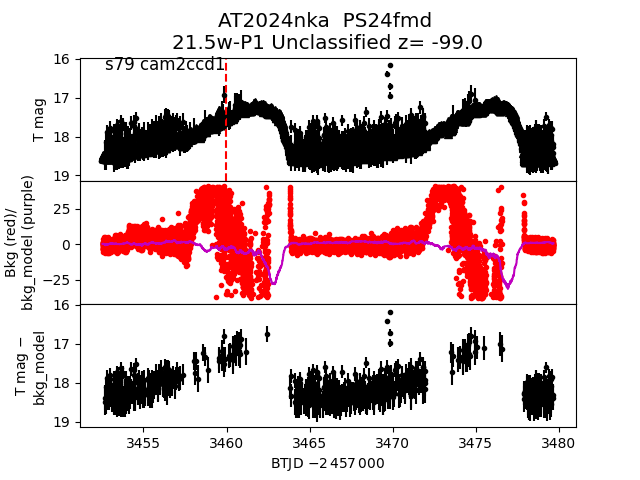 AT2024nka  PS24fmd
21.5w-P1 Unclassified z= -99.0
s79 cam2ccd1
16
17
18
19
T mag
25
0
−25
Bkg (red)/
bkg_model (purple)
16
17
18
19
T mag −
bkg_model
3455
3460
3465
3470
3475
3480
BTJD −2 457 000